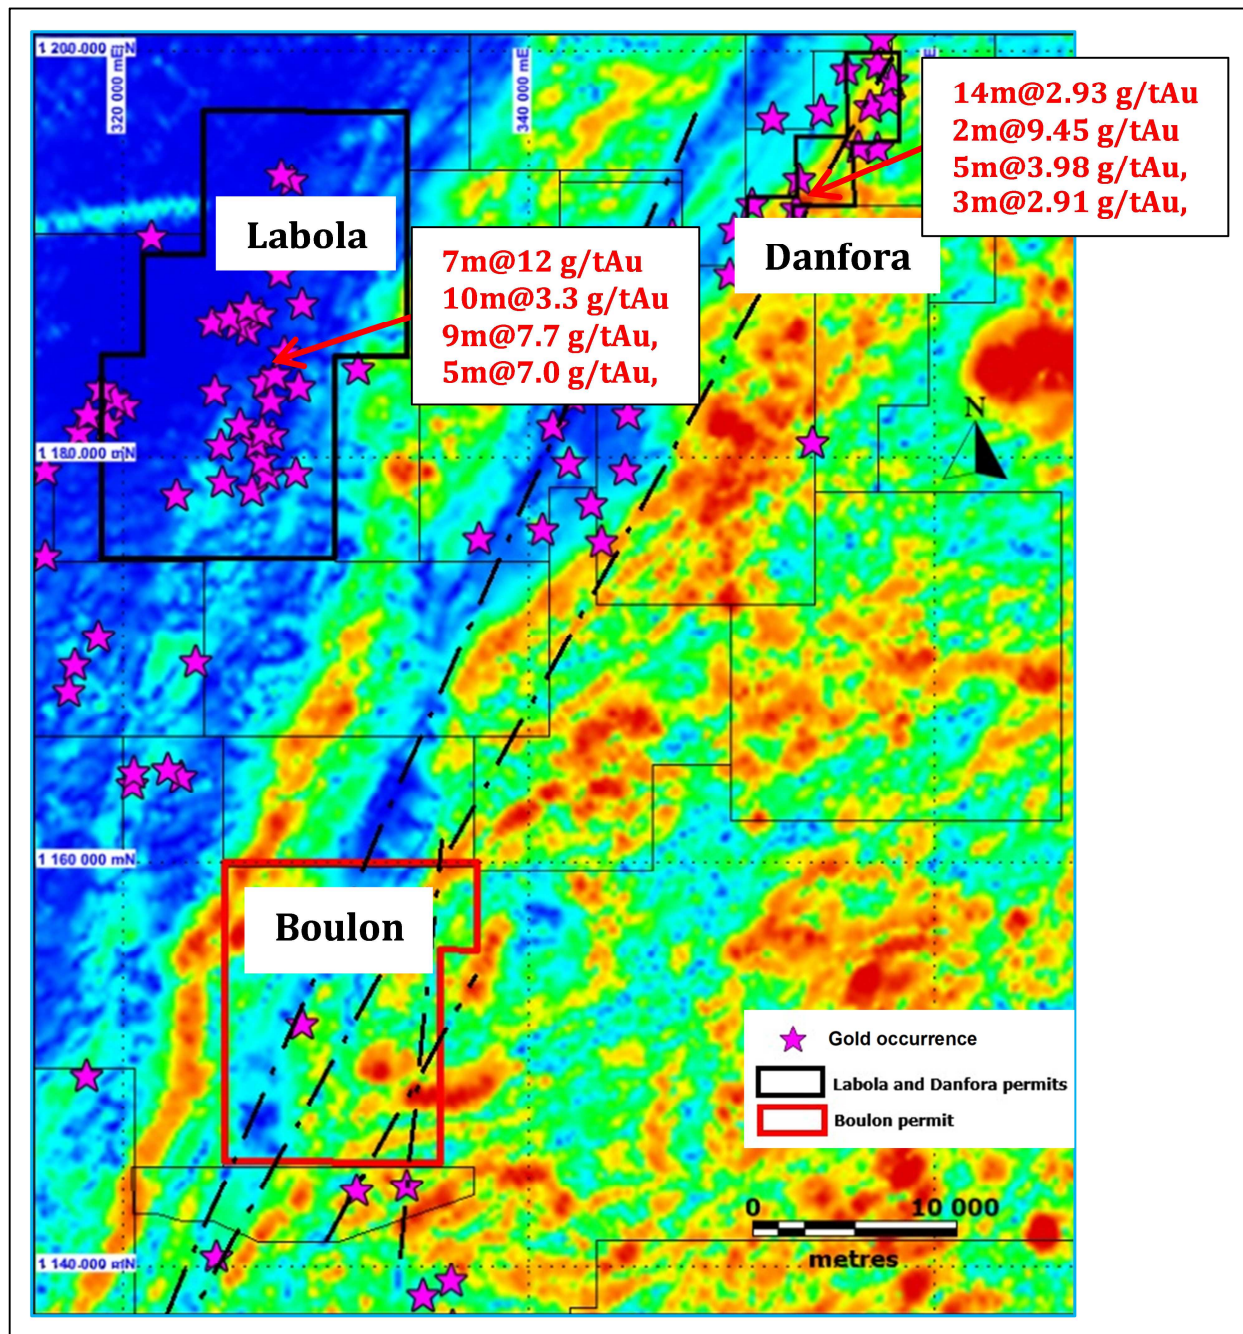 1 200 000 mN
320 000 mE
340 000 mE
E
14m@2.93 g/tAu
2m@9.45 g/tAu
5m@3.98 g/tAu,
3m@2.91 g/tAu,
Labola
Danfora
7m@12 g/tAu
10m@3.3 g/tAu
9m@7.7 g/tAu,
5m@7.0 g/tAu,
N
1 180 000 mN
1 160 000 mN
Boulon
Gold occurrence
Labola and Danfora permits
Boulon permit
0 10 000
metres
1 140 000 mN